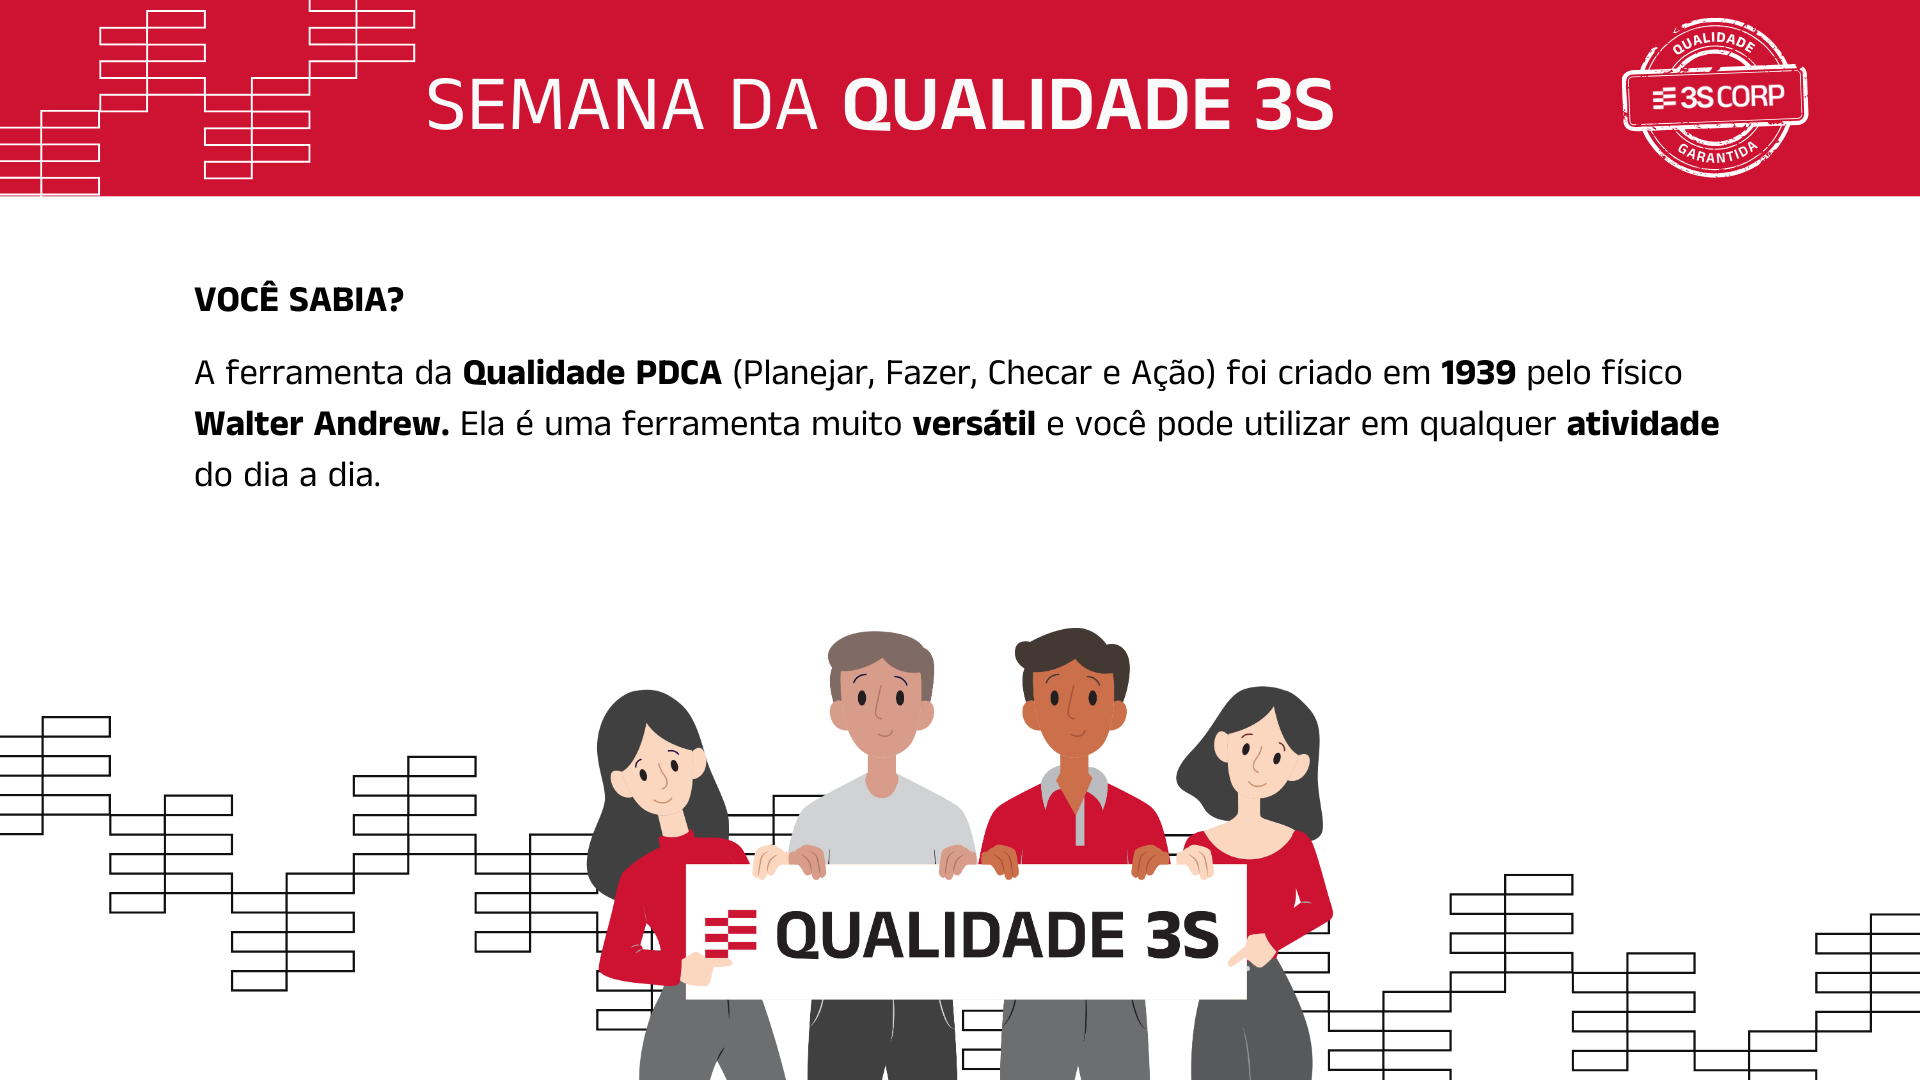 SEMANA DA QUALIDADE 3S
QUALIDADE
3S CORP
GARANTIDA
VOCÊ SABIA?
A ferramenta da Qualidade PDCA (Planejar, Fazer, Checar e Ação) foi criado em 1939 pelo físico
Walter Andrew. Ela é uma ferramenta muito versátil e você pode utilizar em qualquer atividade
do dia a dia.
QUALIDADE 3S